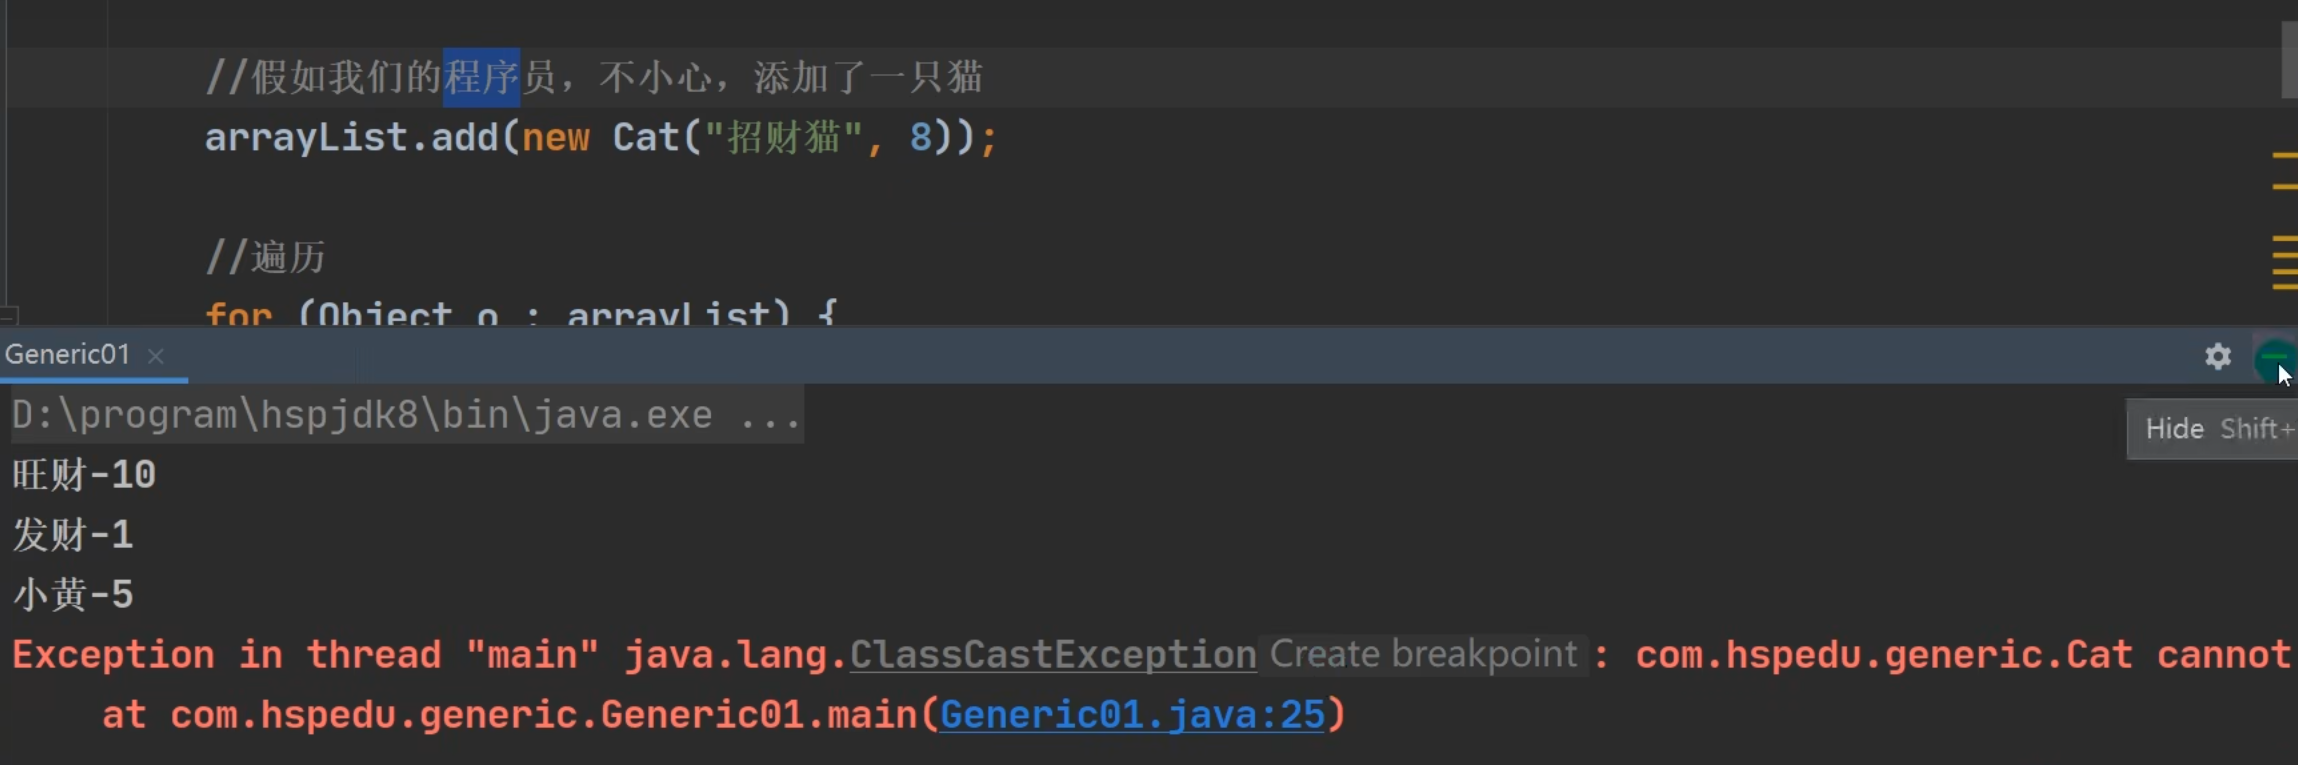 //假如我们的程序员，不小心，添加了一只猫
arrayList.add(new Cat("招财猫", 8));
//遍历
for (Object o : arrayList) {
Generic01
D:\program\hspjdk8\bin\java.exe ...
Hide Shift+
旺财-10
发财-1
小黄-5
Exception in thread "main" java.lang.ClassCastException Create breakpoint : com.hspedu.generic.Cat cannot
at com.hspedu.generic.Generic01.main(Generic01.java:25)